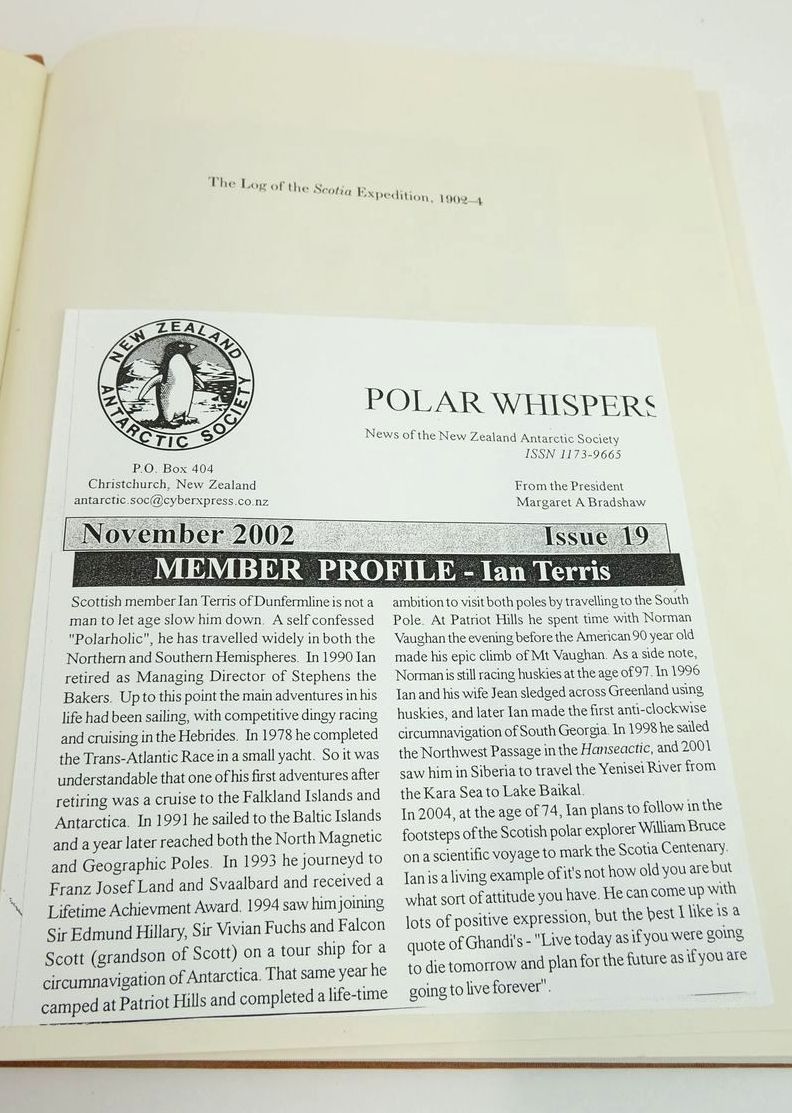 The Log of the Scotia Expedition, 1902–4
NEW ZEALAND
ANTARCTIC SOCIETY
POLAR WHISPERS
News of the New Zealand Antarctic Society
ISSN 1173-9665
P.O. Box 404
Christchurch, New Zealand
antarctic.soc@cyberxpress.co.nz
From the President
Margaret A Bradshaw
November 2002 Issue 19
MEMBER PROFILE - Ian Terris
Scottish member Ian Terris of Dunfermline is not a
man to let age slow him down. A self confessed
"Polarholic", he has travelled widely in both the
Northern and Southern Hemispheres. In 1990 Ian
retired as Managing Director of Stephens the
Bakers. Up to this point the main adventures in his
life had been sailing, with competitive dingy racing
and cruising in the Hebrides. In 1978 he completed
the Trans-Atlantic Race in a small yacht. So it was
understandable that one of his first adventures after
retiring was a cruise to the Falkland Islands and
Antarctica. In 1991 he sailed to the Baltic Islands
and a year later reached both the North Magnetic
and Geographic Poles. In 1993 he journeyd to
Franz Josef Land and Svaalbard and received a
Lifetime Achievment Award. 1994 saw him joining
Sir Edmund Hillary, Sir Vivian Fuchs and Falcon
Scott (grandson of Scott) on a tour ship for a
circumnavigation of Antarctica. That same year he
camped at Patriot Hills and completed a life-time
ambition to visit both poles by travelling to the South
Pole. At Patriot Hills he spent time with Norman
Vaughan the evening before the American 90 year old
made his epic climb of Mt Vaughan. As a side note,
Norman is still racing huskies at the age of 97. In 1996
Ian and his wife Jean sledged across Greenland using
huskies, and later Ian made the first anti-clockwise
circumnavigation of South Georgia. In 1998 he sailed
the Northwest Passage in the Hanseactic, and 2001
saw him in Siberia to travel the Yenisei River from
the Kara Sea to Lake Baikal.
In 2004, at the age of 74, Ian plans to follow in the
footsteps of the Scotish polar explorer William Bruce
on a scientific voyage to mark the Scotia Centenary.
Ian is a living example of it's not how old you are but
what sort of attitude you have. He can come up with
lots of positive expression, but the best I like is a
quote of Ghandi's - "Live today as if you were going
to die tomorrow and plan for the future as if you are
going to live forever".